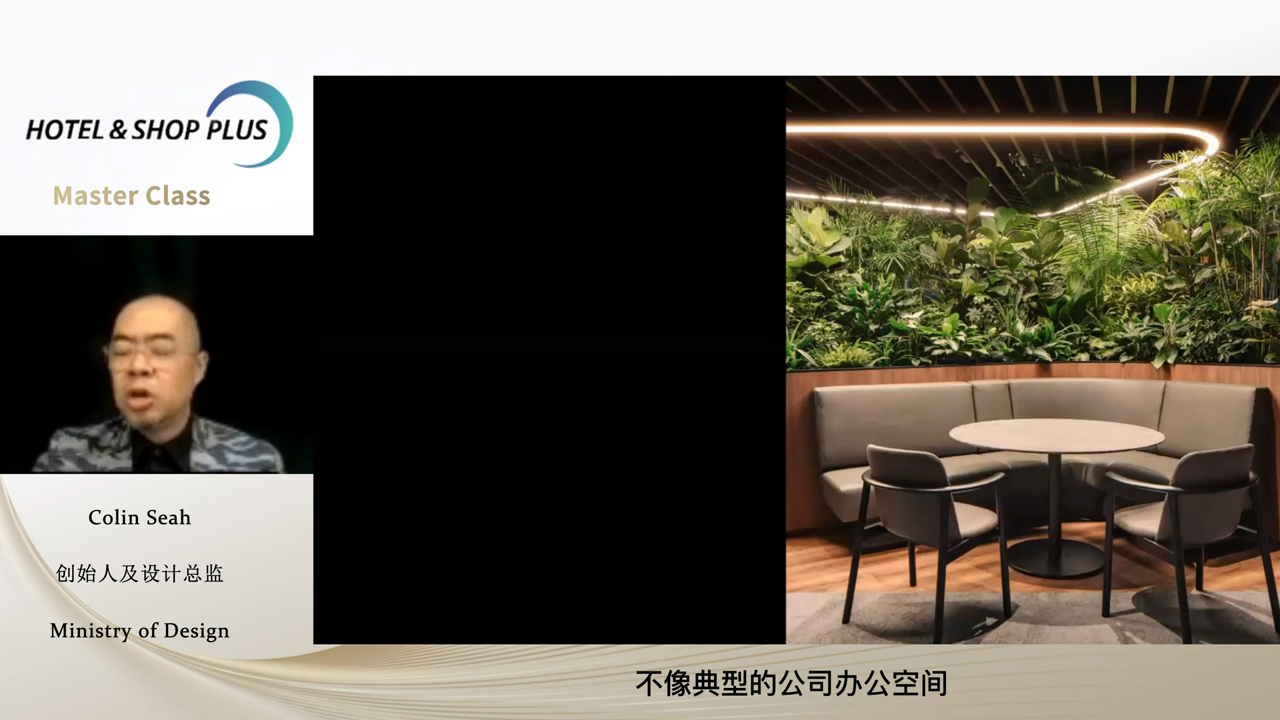 HOTEL & SHOP PLUS
Master Class
Colin Seah
创始人及设计总监
Ministry of Design
不像典型的公司办公空间